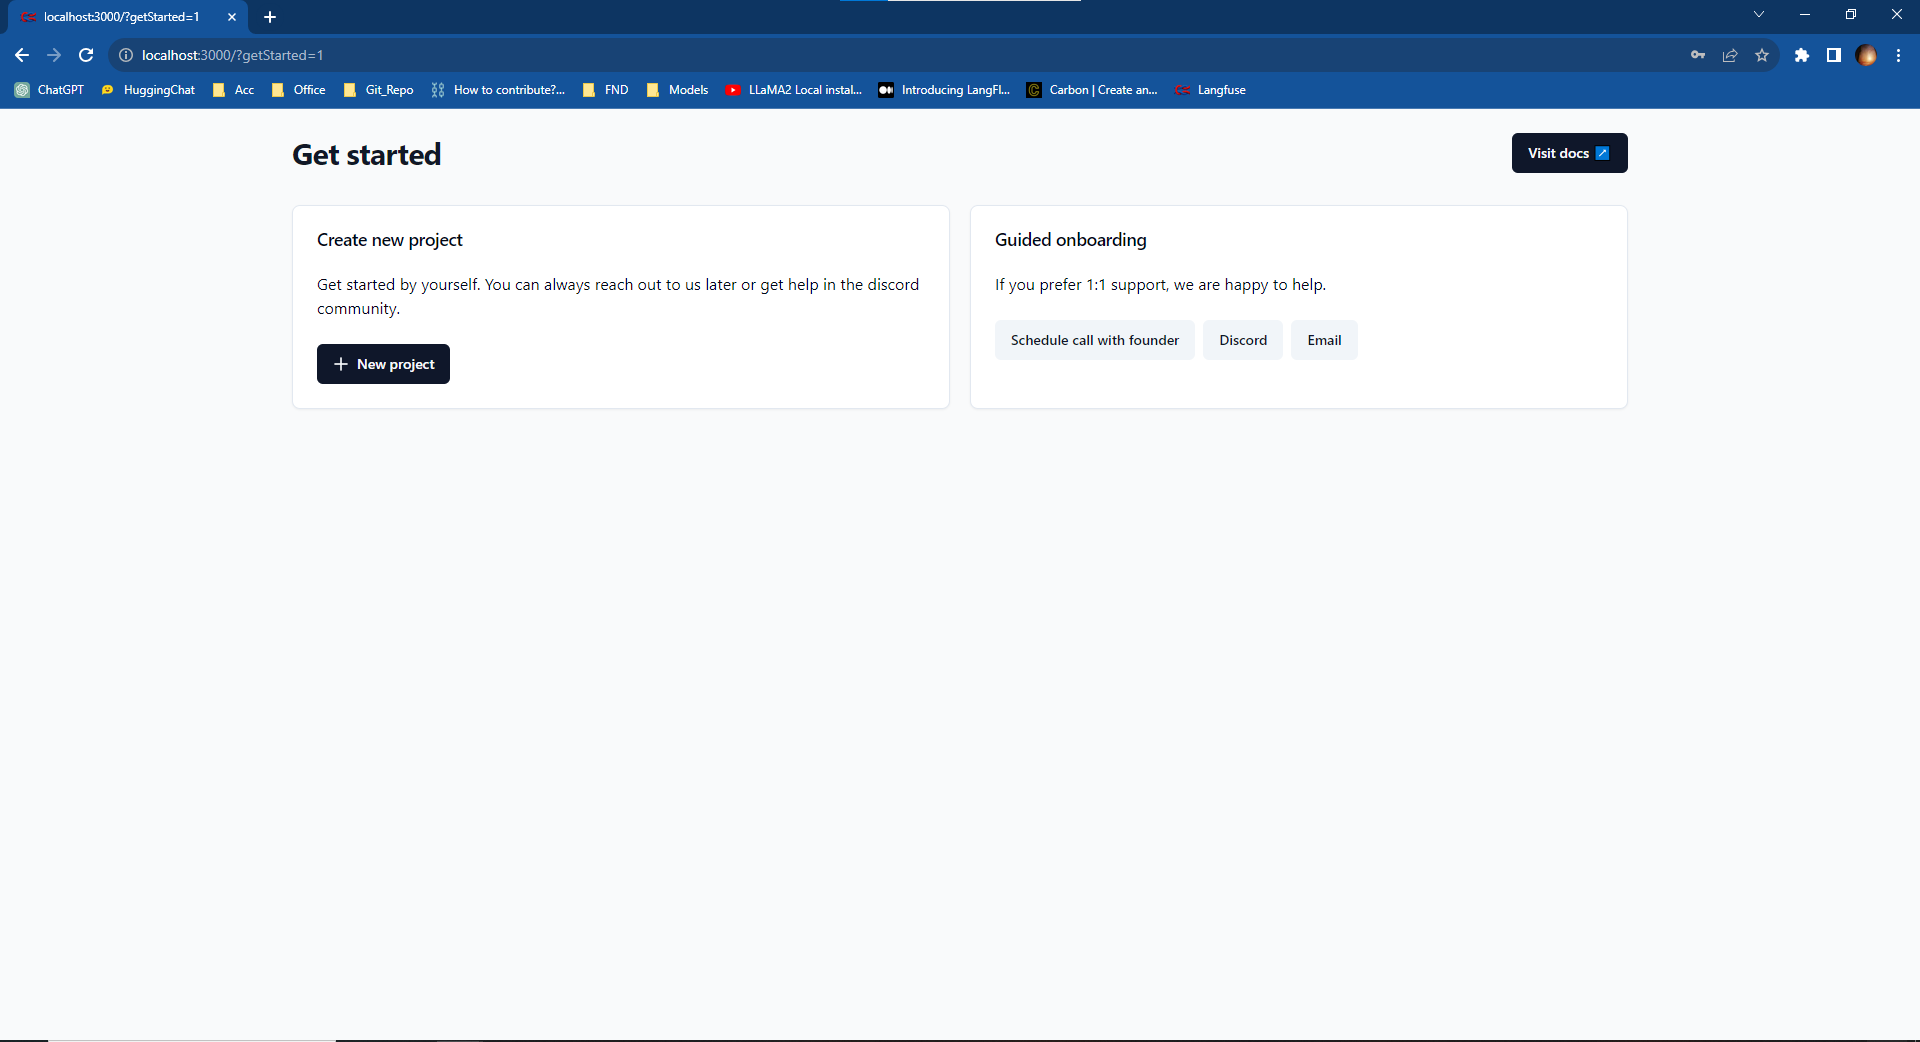 localhost:3000/?getStarted=1
localhost:3000/?getStarted=1
ChatGPT HuggingChat Acc Office Git_Repo How to contribute?... FND Models LLaMA2 Local instal... Introducing LangFl... Carbon | Create an... Langfuse
Get started
Visit docs
Create new project
Get started by yourself. You can always reach out to us later or get help in the discord
community.
New project
Guided onboarding
If you prefer 1:1 support, we are happy to help.
Schedule call with founder Discord Email